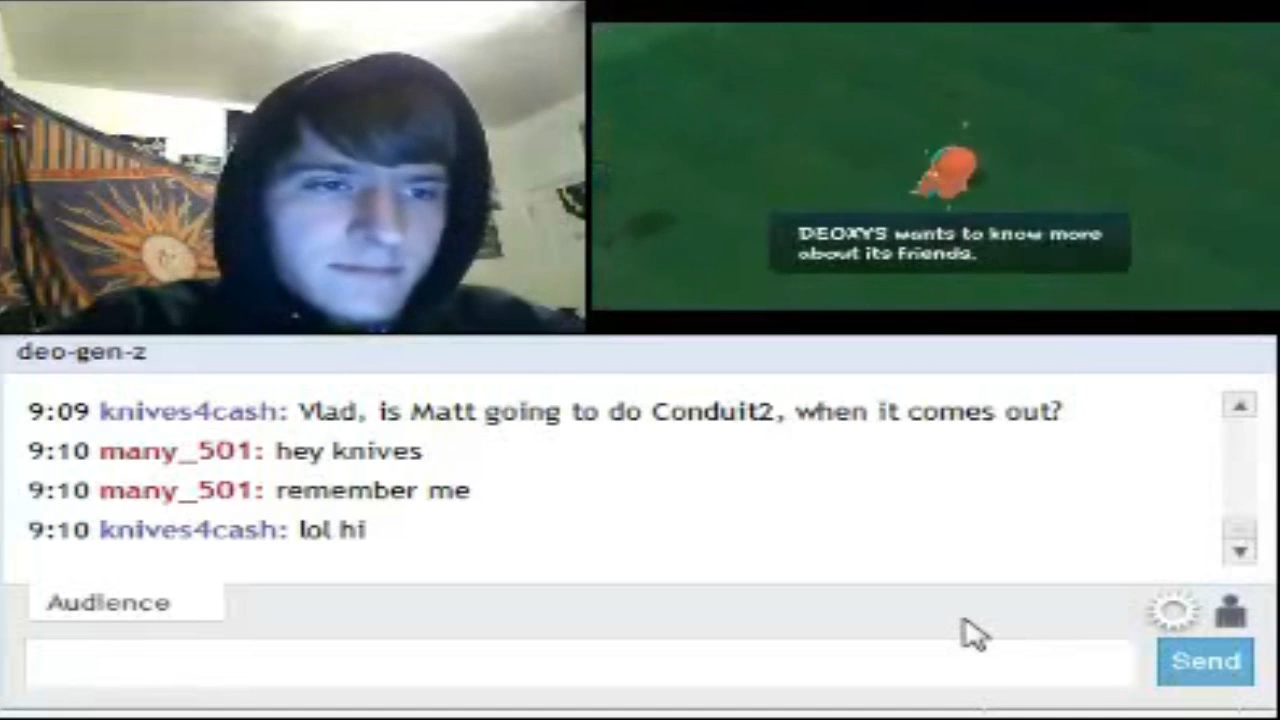 DEOXYS wants to know more
about its friends.
deo-gen-z
9:09 knives4cash: Vlad, is Matt going to do Conduit2, when it comes out?
9:10 many_501: hey knives
9:10 many_501: remember me
9:10 knives4cash: lol hi
Audience
Send